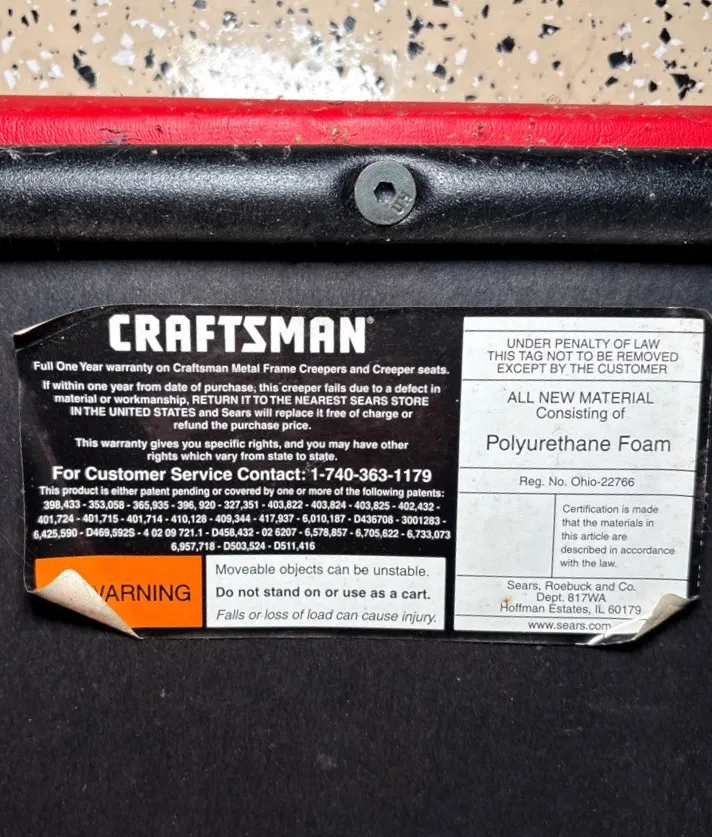 CRAFTSMAN®
Full One Year warranty on Craftsman Metal Frame Creepers and Creeper seats.
If within one year from date of purchase, this creeper fails due to a defect in
material or workmanship, RETURN IT TO THE NEAREST SEARS STORE
IN THE UNITED STATES and Sears will replace it free of charge or
refund the purchase price.
This warranty gives you specific rights, and you may have other
rights which vary from state to state.
For Customer Service Contact: 1-740-363-1179
This product is either patent pending or covered by one or more of the following patents:
398,433 - 353,058 - 365,935 - 396, 920 - 327,351 - 403,822 - 403,824 - 403,825 - 402,432 -
401,724 - 401,715 - 401,714 - 410,128 - 409,344 - 417,937 - 6,010,187 - D436708 - 3001283 -
6,425,590 - D469,592S - 4 02 09 721.1 - D458,432 - 02 6207 - 6,578,857 - 6,705,622 - 6,733,073
6,957,718 - D503,524 - D511,416
WARNING
Moveable objects can be unstable.
Do not stand on or use as a cart.
Falls or loss of load can cause injury.
UNDER PENALTY OF LAW
THIS TAG NOT TO BE REMOVED
EXCEPT BY THE CUSTOMER
ALL NEW MATERIAL
Consisting of
Polyurethane Foam
Reg. No. Ohio-22766
Certification is made
that the materials in
this article are
described in accordance
with the law.
Sears, Roebuck and Co.
Dept. 817WA
Hoffman Estates, IL 60179
www.sears.com